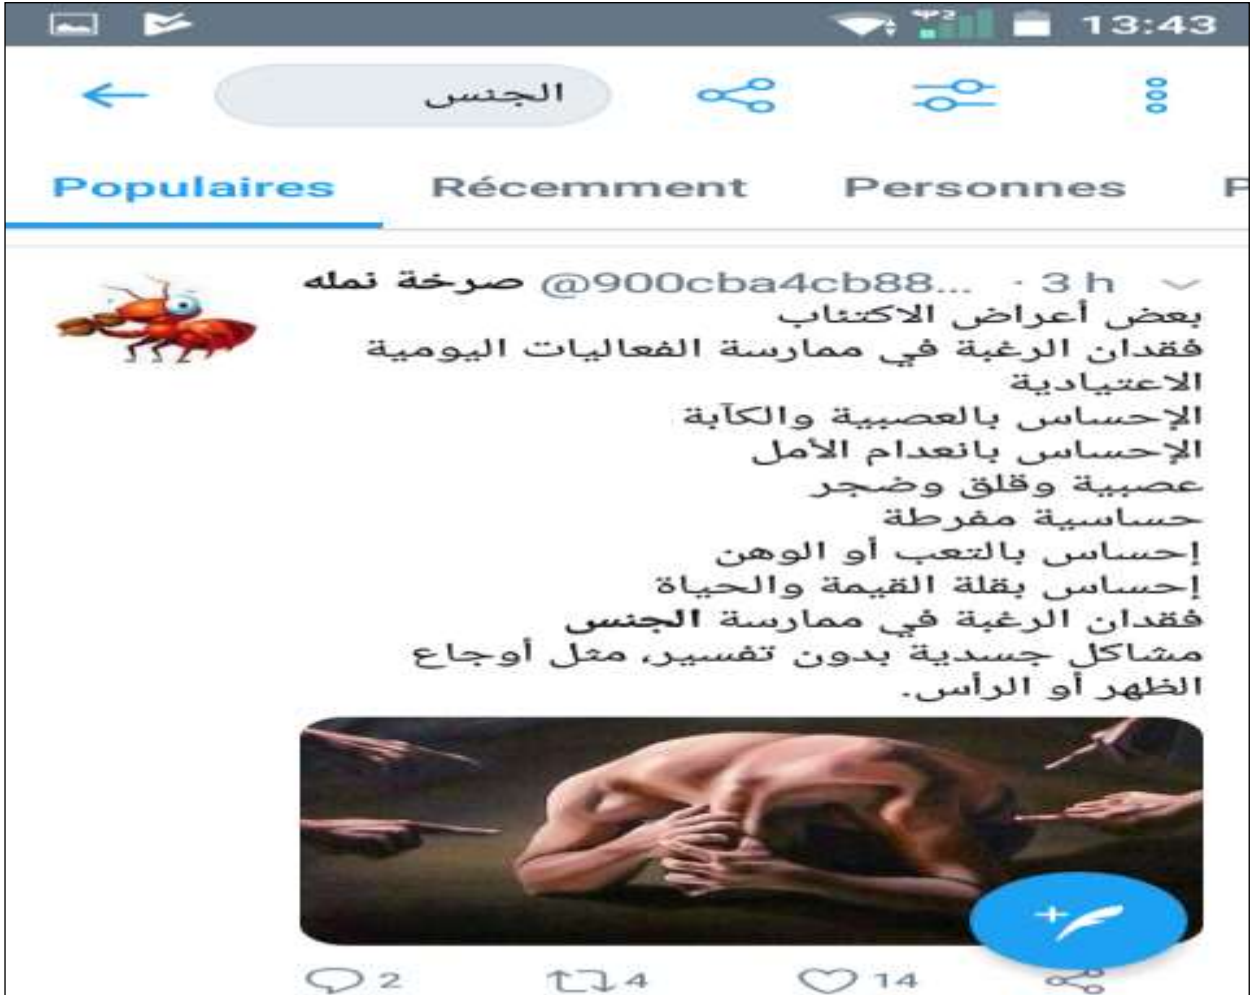 13:43
الجنس
Populaires Récemment Personnes P
صرخة نمله @900cba4cb88... · 3 h
بعض أعراض الاكتئاب
فقدان الرغبة في ممارسة الفعاليات اليومية
الاعتيادية
الإحساس بالعصبية والكآبة
الإحساس بانعدام الأمل
عصبية وقلق وضجر
حساسية مفرطة
إحساس بالتعب أو الوهن
إحساس بقلة القيمة والحياة
فقدان الرغبة في ممارسة الجنس
مشاكل جسدية بدون تفسير، مثل أوجاع
الظهر أو الرأس.
2 4 14